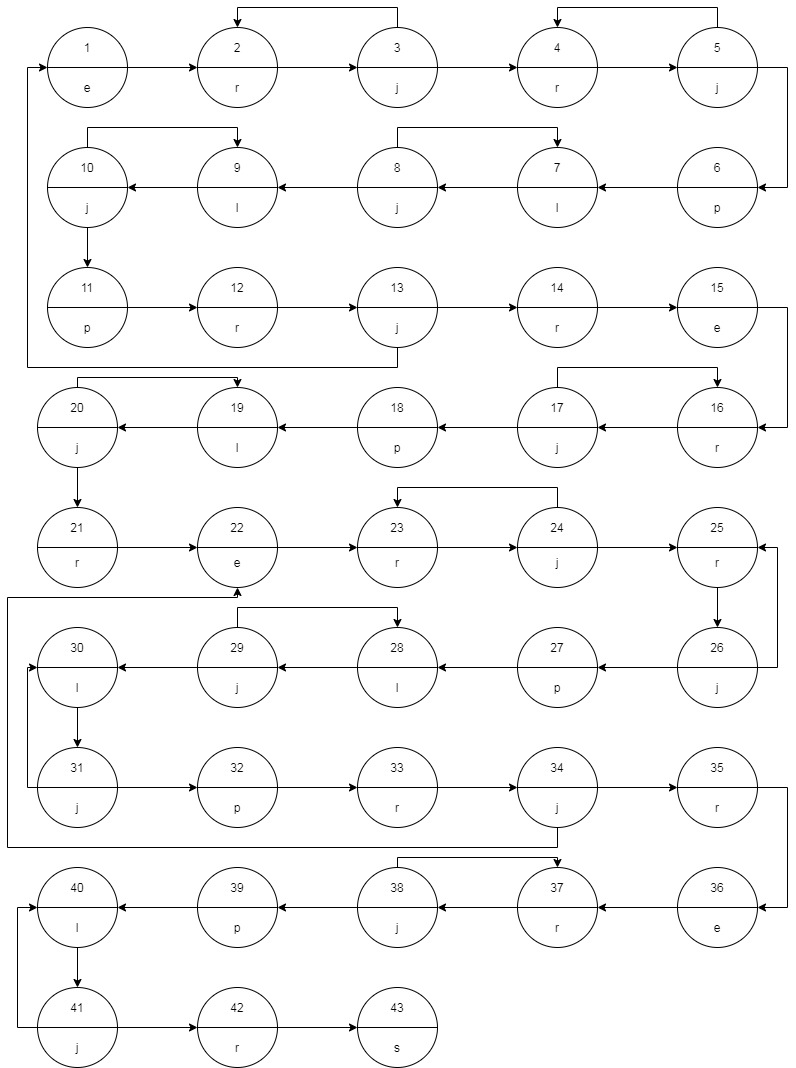 1 2 3 4 5
e r j r j
10 9 8 7 6
j l j l p
11 12 13 14 15
p r j r e
20 19 18 17 16
j l p j r
21 22 23 24 25
r e r j r
30 29 28 27 26
l j l p j
31 32 33 34 35
j p r j r
40 39 38 37 36
l p j r e
41 42 43
j r s